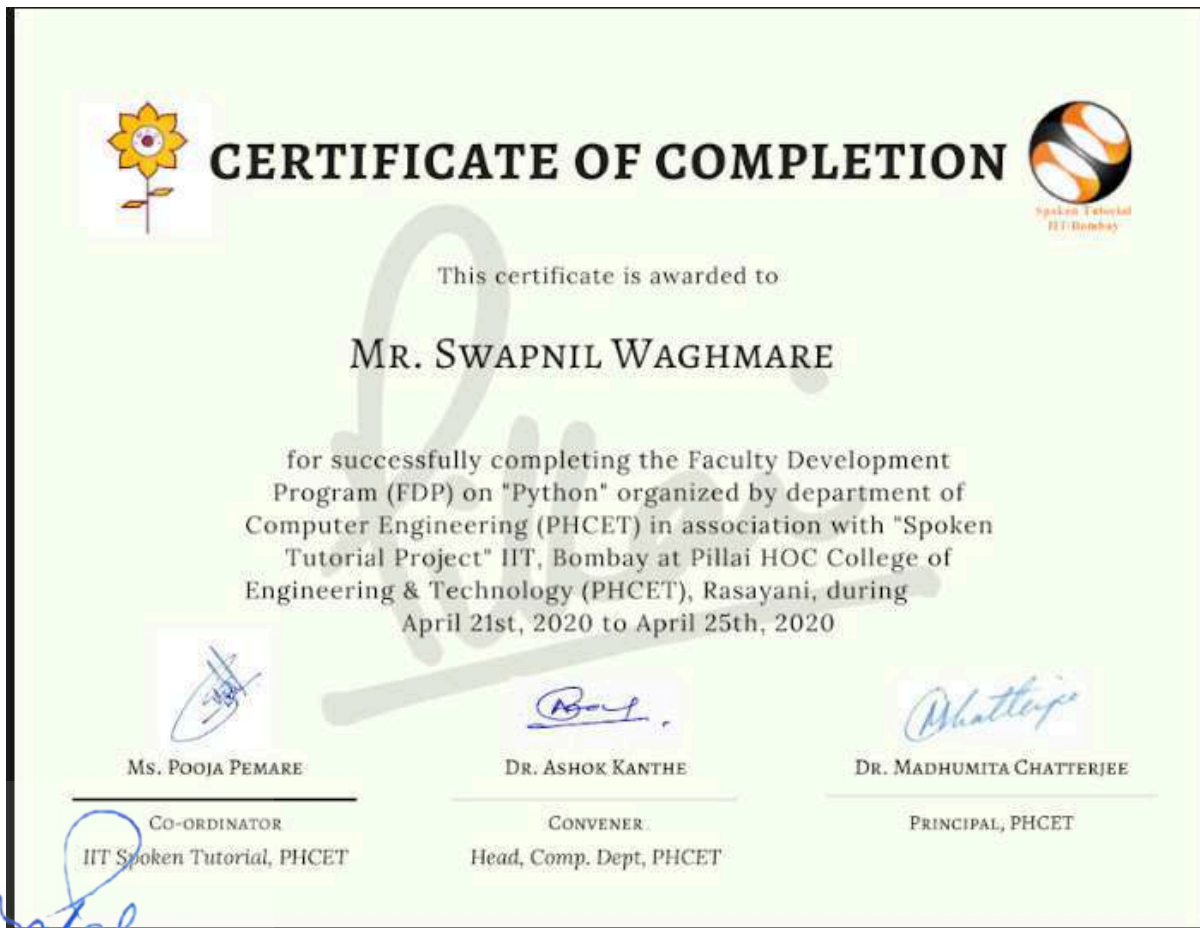 CERTIFICATE OF COMPLETION
Spoken Tutorial
IIT-Bombay
This certificate is awarded to
MR. SWAPNIL WAGHMARE
Pillai
for successfully completing the Faculty Development
Program (FDP) on "Python" organized by department of
Computer Engineering (PHCET) in association with "Spoken
Tutorial Project" IIT, Bombay at Pillai HOC College of
Engineering & Technology (PHCET), Rasayani, during
April 21st, 2020 to April 25th, 2020
MS. POOJA PEMARE
DR. ASHOK KANTHE
DR. MADHUMITA CHATTERJEE
CO-ORDINATOR
CONVENER
PRINCIPAL, PHCET
IIT Spoken Tutorial, PHCET
Head, Comp. Dept, PHCET